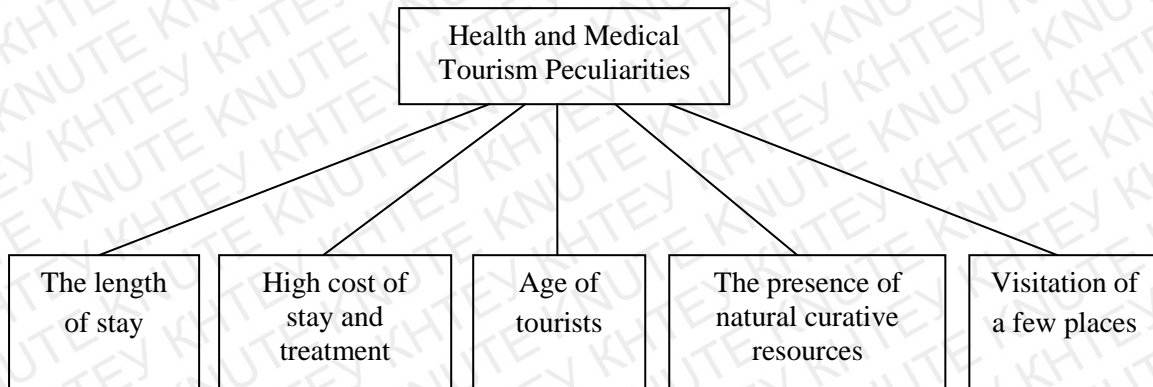 Health and Medical
Tourism Peculiarities
The length
of stay
High cost of
stay and
treatment
Age of
tourists
The presence of
natural curative
resources
Visitation of
a few places